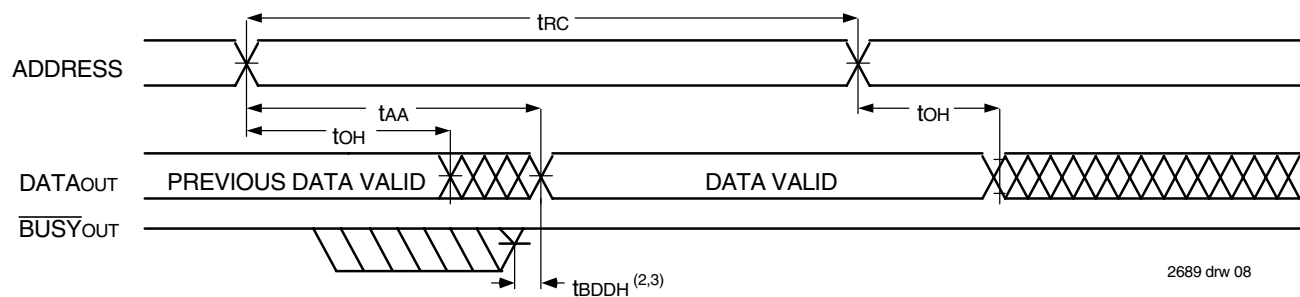 tRC
ADDRESS
tAA
tOH
tOH
DATAOUT
PREVIOUS DATA VALID
DATA VALID
BUSYOUT
tBDDH (2,3)
2689 drw 08